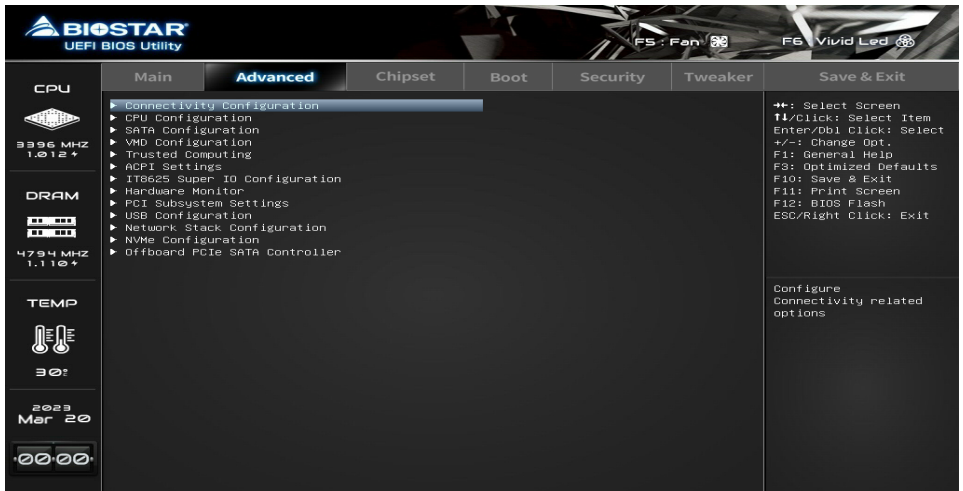 BIOSTAR®
UEFI BIOS Utility
F5 : Fan
F6 Vivid Led
Main Advanced Chipset Boot Security Tweaker Save & Exit
CPU
3396 MHZ
1.012
DRAM
4794 MHZ
1.110
TEMP
30°
2023
Mar 20
00:00
Connectivity Configuration
CPU Configuration
SATA Configuration
VMD Configuration
Trusted Computing
ACPI Settings
IT8625 Super IO Configuration
Hardware Monitor
PCI Subsystem Settings
USB Configuration
Network Stack Configuration
NVMe Configuration
Offboard PCIe SATA Controller
→←: Select Screen
↑↓/Click: Select Item
Enter/Dbl Click: Select
+/-: Change Opt.
F1: General Help
F3: Optimized Defaults
F10: Save & Exit
F11: Print Screen
F12: BIOS Flash
ESC/Right Click: Exit
Configure
Connectivity related
options